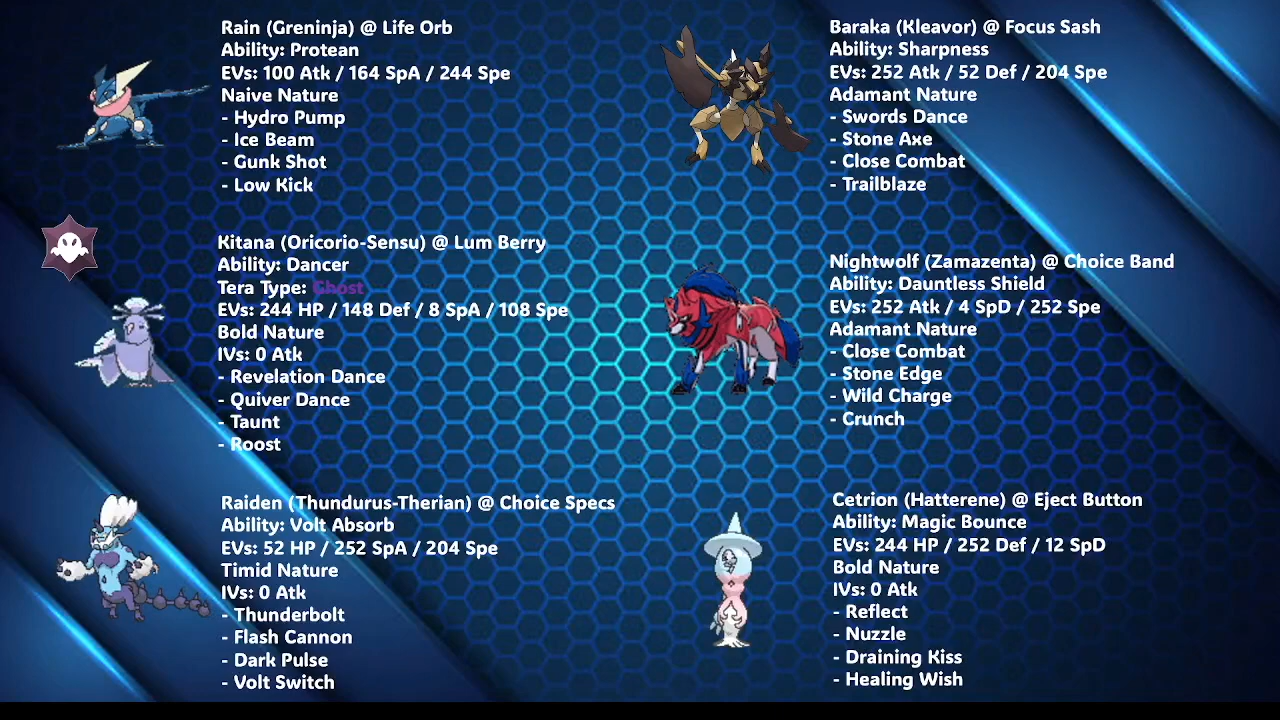 Rain (Greninja) @ Life Orb
Ability: Protean
EVs: 100 Atk / 164 SpA / 244 Spe
Naive Nature
- Hydro Pump
- Ice Beam
- Gunk Shot
- Low Kick
Kitana (Oricorio-Sensu) @ Lum Berry
Ability: Dancer
Tera Type: Ghost
EVs: 244 HP / 148 Def / 8 SpA / 108 Spe
Bold Nature
IVs: 0 Atk
- Revelation Dance
- Quiver Dance
- Taunt
- Roost
Raiden (Thundurus-Therian) @ Choice Specs
Ability: Volt Absorb
EVs: 52 HP / 252 SpA / 204 Spe
Timid Nature
IVs: 0 Atk
- Thunderbolt
- Flash Cannon
- Dark Pulse
- Volt Switch
Baraka (Kleavor) @ Focus Sash
Ability: Sharpness
EVs: 252 Atk / 52 Def / 204 Spe
Adamant Nature
- Swords Dance
- Stone Axe
- Close Combat
- Trailblaze
Nightwolf (Zamazenta) @ Choice Band
Ability: Dauntless Shield
EVs: 252 Atk / 4 SpD / 252 Spe
Adamant Nature
- Close Combat
- Stone Edge
- Wild Charge
- Crunch
Cetrion (Hatterene) @ Eject Button
Ability: Magic Bounce
EVs: 244 HP / 252 Def / 12 SpD
Bold Nature
IVs: 0 Atk
- Reflect
- Nuzzle
- Draining Kiss
- Healing Wish